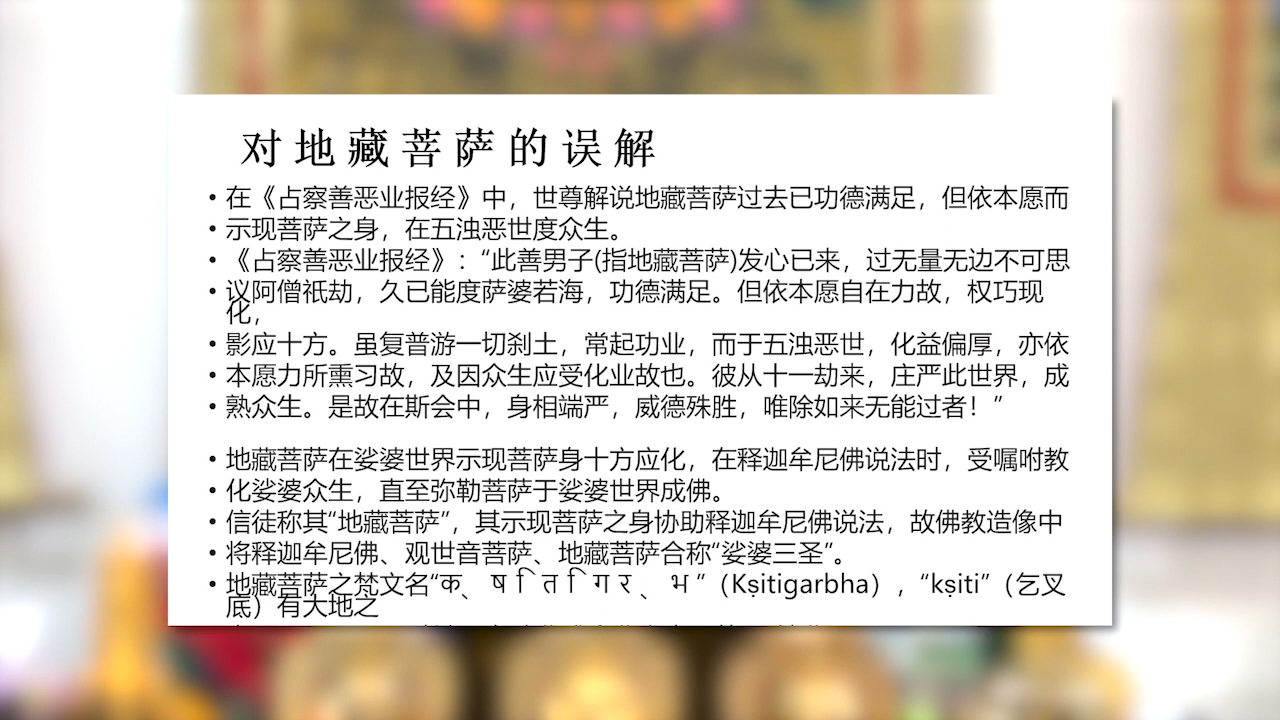 对地藏菩萨的误解
• 在《占察善恶业报经》中，世尊解说地藏菩萨过去已功德满足，但依本愿而
• 示现菩萨之身，在五浊恶世度众生。
• 《占察善恶业报经》：“此善男子(指地藏菩萨)发心已来，过无量无边不可思
• 议阿僧祇劫，久已能度萨婆若海，功德满足。但依本愿自在力故，权巧现
化，
• 影应十方。虽复普游一切刹土，常起功业，而于五浊恶世，化益偏厚，亦依
• 本愿力所熏习故，及因众生应受化业故也。彼从十一劫来，庄严此世界，成
• 熟众生。是故在斯会中，身相端严，威德殊胜，唯除如来无能过者！”
• 地藏菩萨在娑婆世界示现菩萨身十方应化，在释迦牟尼佛说法时，受嘱咐教
• 化娑婆众生，直至弥勒菩萨于娑婆世界成佛。
• 信徒称其“地藏菩萨”，其示现菩萨之身协助释迦牟尼佛说法，故佛教造像中
• 将释迦牟尼佛、观世音菩萨、地藏菩萨合称“娑婆三圣”。
• 地藏菩萨之梵文名“क、ष ि त ि ग र 、भ ”（Kṣitigarbha），“kṣiti”（乞叉
底）有大地之